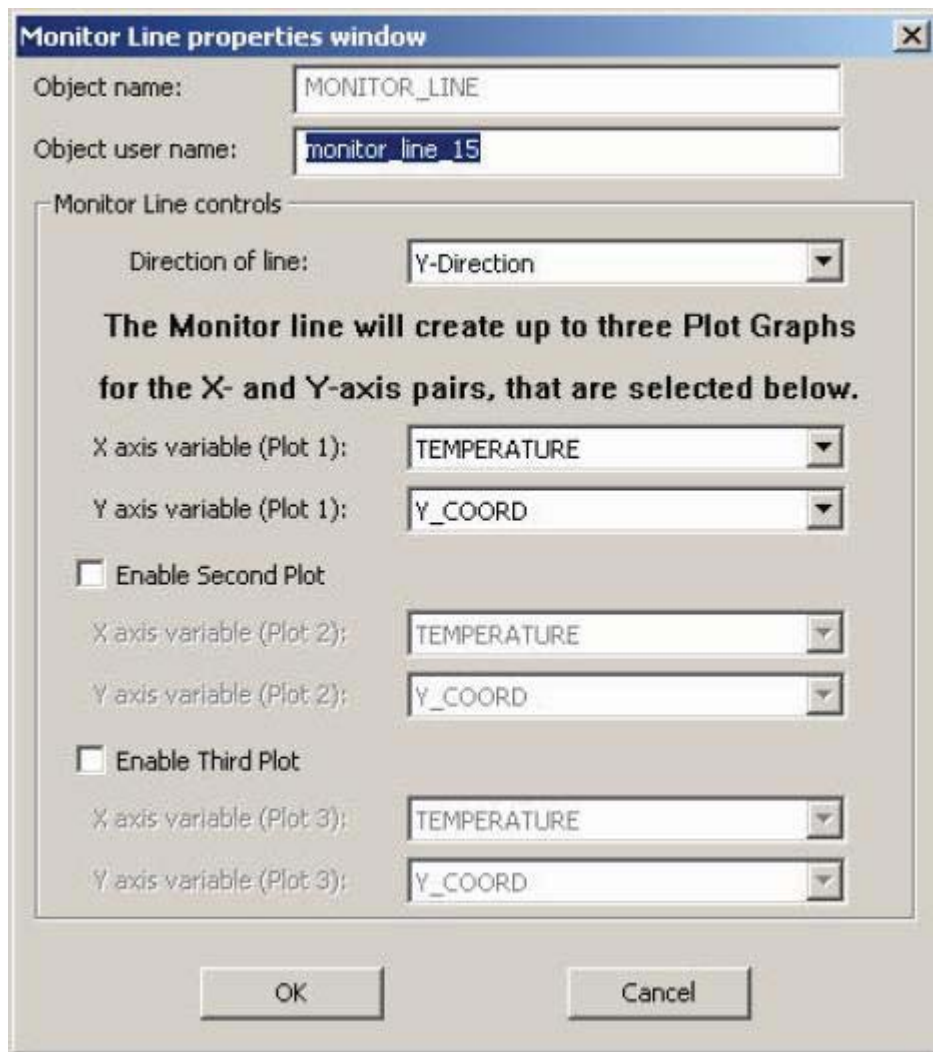 Monitor Line properties window
Object name: MONITOR_LINE
Object user name: monitor_line_15
Monitor Line controls
Direction of line: Y-Direction
The Monitor line will create up to three Plot Graphs
for the X- and Y-axis pairs, that are selected below.
X axis variable (Plot 1): TEMPERATURE
Y axis variable (Plot 1): Y_COORD
Enable Second Plot
X axis variable (Plot 2): TEMPERATURE
Y axis variable (Plot 2): Y_COORD
Enable Third Plot
X axis variable (Plot 3): TEMPERATURE
Y axis variable (Plot 3): Y_COORD
OK Cancel